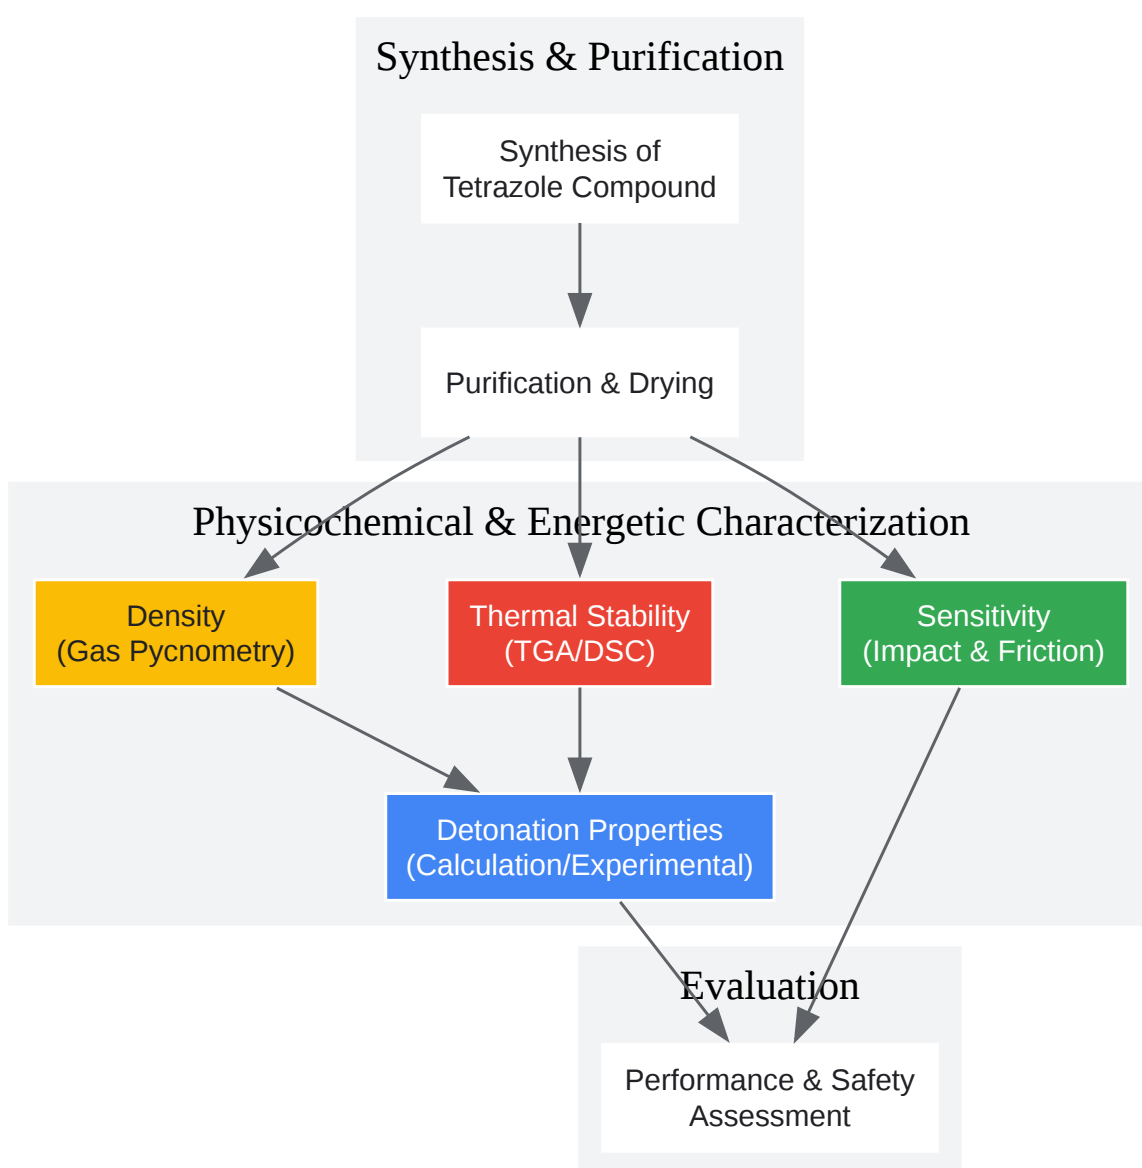 Synthesis & Purification
Synthesis of
Tetrazole Compound
Purification & Drying
Physicochemical & Energetic Characterization
Density
(Gas Pycnometry)
Thermal Stability
(TGA/DSC)
Sensitivity
(Impact & Friction)
Detonation Properties
(Calculation/Experimental)
Evaluation
Performance & Safety
Assessment